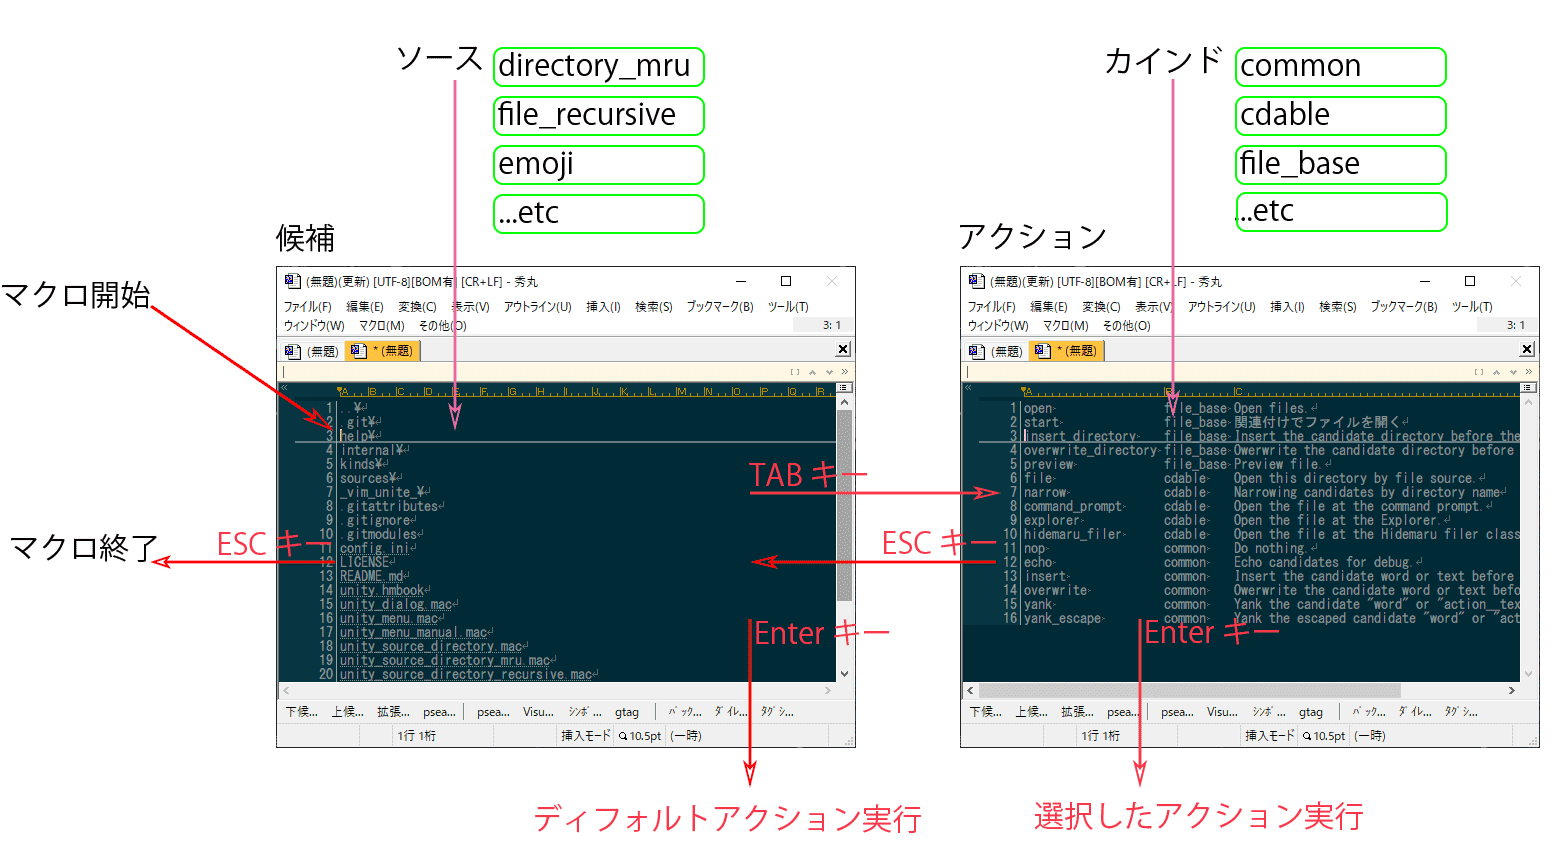 ソース
directory_mru
file_recursive
emoji
...etc
カインド
common
cdable
file_base
...etc
候補
アクション
マクロ開始
(無題)(更新) [UTF-8][BOM有] [CR+LF] - 秀丸
ファイル(F) 編集(E) 変換(C) 表示(V) アウトライン(U) 挿入(I) 検索(S) ブックマーク(B) ツール(T)
ウィンドウ(W) マクロ(M) その他(O)
3: 1
(無題) * (無題)
A B C D E F G H I J K L M N O P Q R
1 ..¥
2 .git¥
3 help¥
4 internal¥
5 kinds¥
6 sources¥
7 _vim_unite_¥
8 .gitattributes
9 .gitignore
10 .gitmodules
11 config.ini
12 LICENSE
13 README.md
14 unity.hmbook
15 unity_dialog.mac
16 unity_menu.mac
17 unity_menu_manual.mac
18 unity_source_directory.mac
19 unity_source_directory_mru.mac
20 unity_source_directory_recursive.mac
下候... 上候... 拡張... psea... psea... Visu... ｼﾝﾎﾞ... gtag ﾊﾞｯｸ... ﾀﾞｲﾚ... ﾀｸﾞｼ...
1行 1桁 挿入モード 10.5pt (一時)
(無題)(更新) [UTF-8][BOM有] [CR+LF] - 秀丸
ファイル(F) 編集(E) 変換(C) 表示(V) アウトライン(U) 挿入(I) 検索(S) ブックマーク(B) ツール(T)
ウィンドウ(W) マクロ(M) その他(O)
3: 1
(無題) * (無題)
A B C
1 open file_base Open files.
2 start file_base 関連付けでファイルを開く
3 insert_directory file_base Insert the candidate directory before the
4 overwrite_directory file_base Owerwrite the candidate directory before
5 preview file_base Preview file.
6 file cdable Open this directory by file source.
7 narrow cdable Narrowing candidates by directory name
8 command_prompt cdable Open the file at the command prompt.
9 explorer cdable Open the file at the Explorer.
10 hidemaru_filer cdable Open the file at the Hidemaru filer class
11 nop common Do nothing.
12 echo common Echo candidates for debug.
13 insert common Insert the candidate word or text before
14 overwrite common Owerwrite the candidate word or text befo
15 yank common Yank the candidate "word" or "action__tex
16 yank_escape common Yank the escaped candidate "word" or "act
下候... 上候... 拡張... psea... psea... Visu... ｼﾝﾎﾞ... gtag ﾊﾞｯｸ... ﾀﾞｲﾚ... ﾀｸﾞｼ...
1行 1桁 挿入モード 10.5pt (一時)
TAB キー
ESC キー
マクロ終了
ESC キー
Enter キー
Enter キー
ディフォルトアクション実行
選択したアクション実行